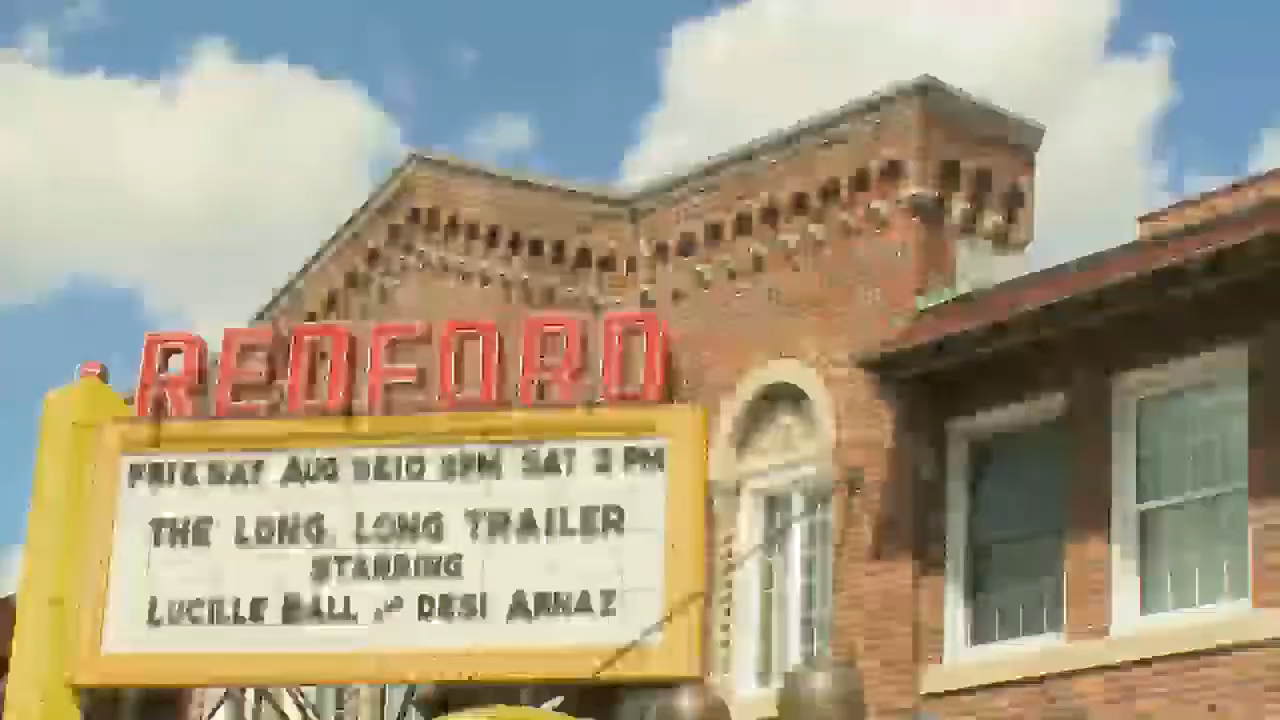 REDFORD
FRI & SAT AUG 9&10 8PM SAT 2 PM
THE LONG, LONG TRAILER
STARRING
LUCILLE BALL AND DESI ARNAZ